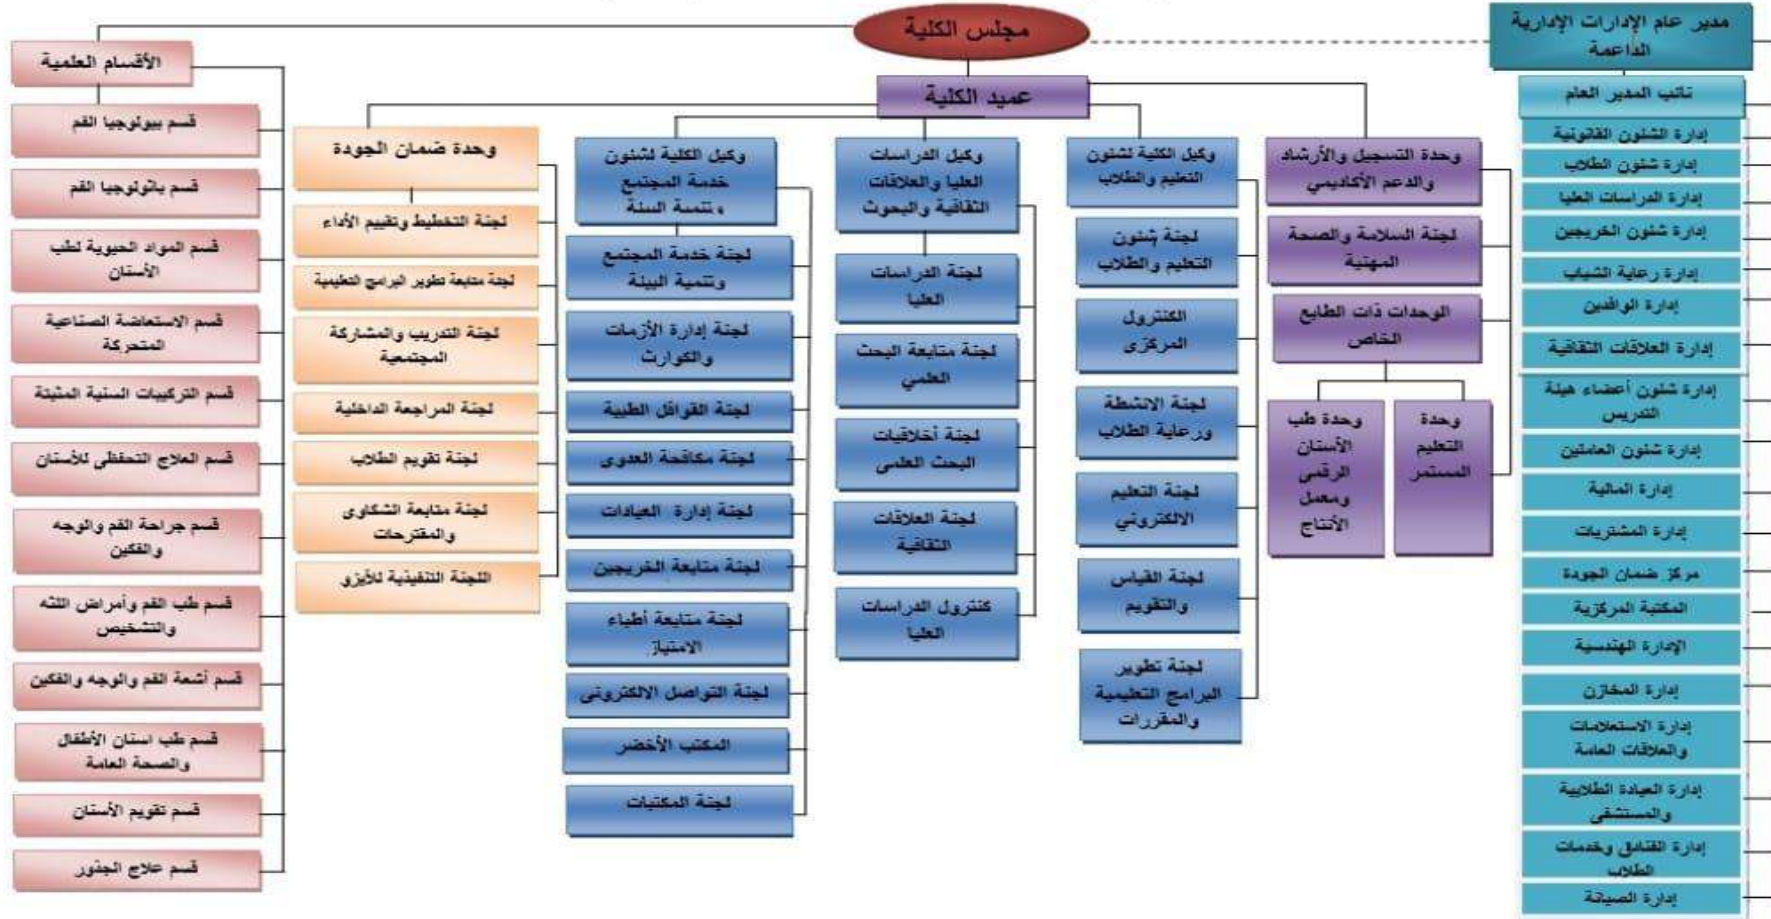 مجلس الكلية
مدير عام الإدارات الإدارية
الداعمة
نائب المدير العام
إدارة الشئون القانونية
إدارة شئون الطلاب
إدارة الدراسات العليا
إدارة شئون الخريجين
إدارة رعاية الشباب
إدارة الوافدين
إدارة العلاقات الثقافية
إدارة شئون أعضاء هيئة
التدريس
إدارة شئون العاملين
إدارة المالية
إدارة المشتريات
مركز ضمان الجودة
المكتبة المركزية
الإدارة الهندسية
إدارة المخازن
إدارة الاستعلامات
والعلاقات العامة
إدارة العيادة الطلابية
والمستشفى
إدارة الفنادق وخدمات
الطلاب
إدارة الصيانة
عميد الكلية
وحدة التسجيل والأرشاد
والدعم الأكاديمي
لجنة السلامة والصحة
المهنية
الوحدات ذات الطابع
الخاص
وحدة
التعليم
المستمر
وحدة طب
الأسنان
الرقمي
ومعمل
الأنتاج
وكيل الكلية لشئون
التعليم والطلاب
لجنة شئون
التعليم والطلاب
الكنترول
المركزى
لجنة الانشطة
ورعاية الطلاب
لجنة التعليم
الالكتروني
لجنة القياس
والتقويم
لجنة تطوير
البرامج التعليمية
والمقررات
وكيل الدراسات
العليا والعلاقات
الثقافية والبحوث
لجنة الدراسات
العليا
لجنة متابعة البحث
العلمي
لجنة أخلاقيات
البحث العلمى
لجنة العلاقات
الثقافية
كنترول الدراسات
العليا
وكيل الكلية لشئون
خدمة المجتمع
وتنمية البيئة
لجنة خدمة المجتمع
وتنمية البيئة
لجنة إدارة الأزمات
والكوارث
لجنة القوافل الطبية
لجنة مكافحة العدوى
لجنة إدارة العيادات
لجنة متابعة الخريجين
لجنة متابعة أطباء
الامتياز
لجنة التواصل الالكترونى
المكتب الأخضر
لجنة المكتبات
وحدة ضمان الجودة
لجنة التخطيط وتقييم الأداء
لجنة متابعة تطوير البرامج التعليمية
لجنة التدريب والمشاركة
المجتمعية
لجنة المراجعة الداخلية
لجنة تقويم الطلاب
لجنة متابعة الشكاوى
والمقترحات
اللجنة التنفيذية للأيزو
الأقسام العلمية
قسم بيولوجيا الفم
قسم باثولوجيا الفم
قسم المواد الحيوية لطب
الأسنان
قسم الاستعاضة الصناعية
المتحركة
قسم التركيبات السنية المثبتة
قسم العلاج التحفظى للأسنان
قسم جراحة الفم والوجه
والفكين
قسم طب الفم وأمراض اللثه
والتشخيص
قسم أشعة الفم والوجه والفكين
قسم طب اسنان الأطفال
والصحة العامة
قسم تقويم الأسنان
قسم علاج الجذور